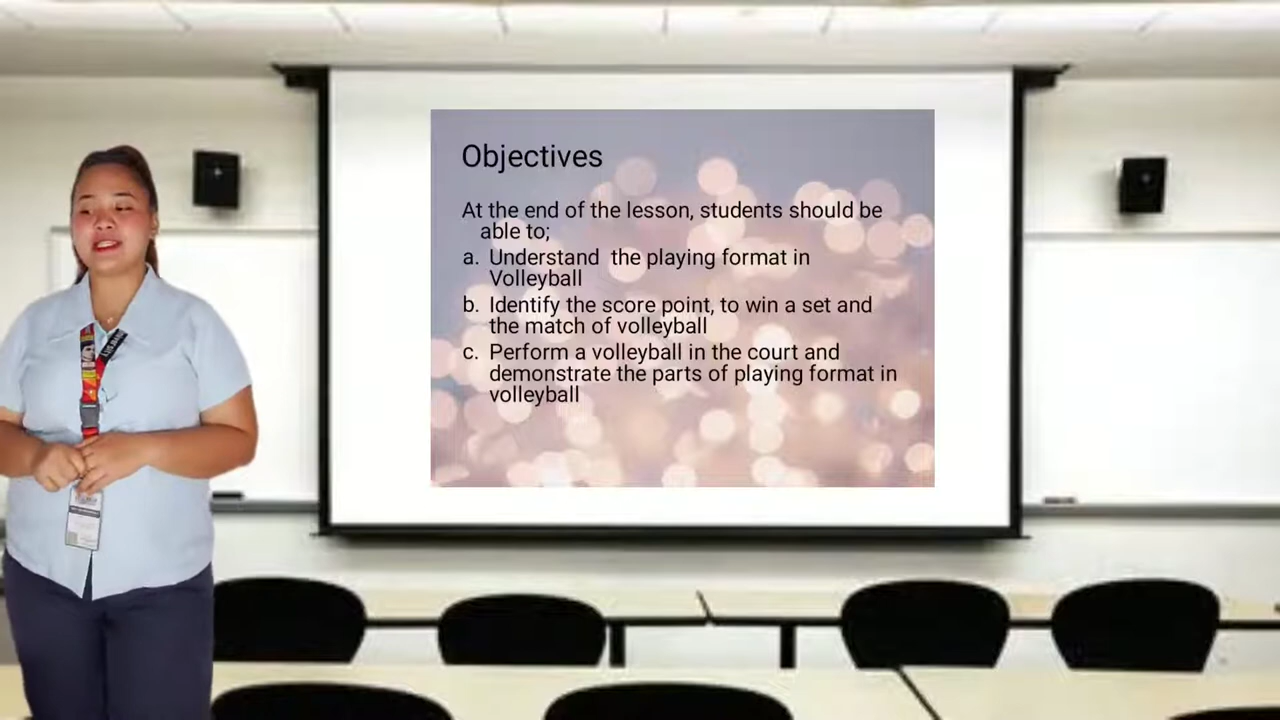 Objectives
At the end of the lesson, students should be
able to;
a. Understand the playing format in
Volleyball
b. Identify the score point, to win a set and
the match of volleyball
c. Perform a volleyball in the court and
demonstrate the parts of playing format in
volleyball